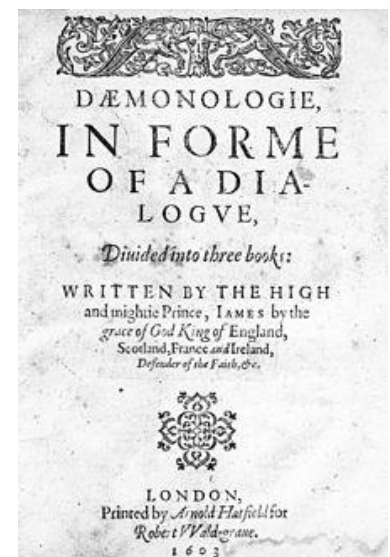 DÆMONOLOGIE,
IN FORME
OF A DIA-
LOGVE,
Diuided into three books:
WRITTEN BY THE HIGH
and mightie Prince, IAMES by the
grace of God King of England,
Scotland, France and Ireland,
Defender of the Faith, &c.
LONDON,
Printed by Arnold Hatfield for
Robert VValdgraue.
1603